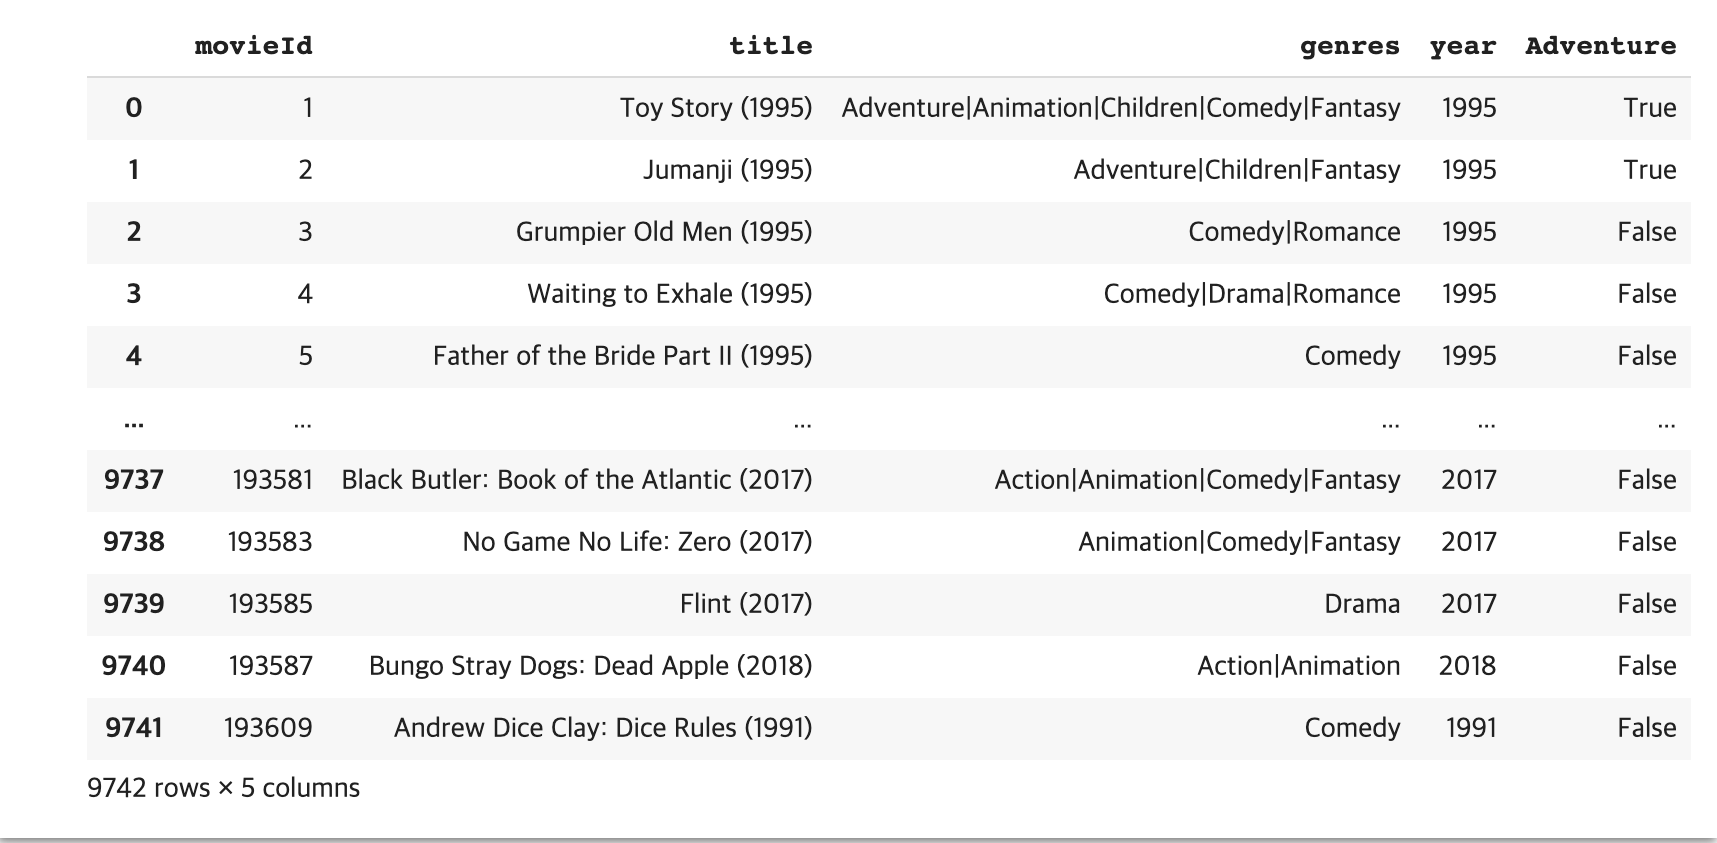 movieId title genres year Adventure
0 1 Toy Story (1995) Adventure|Animation|Children|Comedy|Fantasy 1995 True
1 2 Jumanji (1995) Adventure|Children|Fantasy 1995 True
2 3 Grumpier Old Men (1995) Comedy|Romance 1995 False
3 4 Waiting to Exhale (1995) Comedy|Drama|Romance 1995 False
4 5 Father of the Bride Part II (1995) Comedy 1995 False
... ... ... ... ... ...
9737 193581 Black Butler: Book of the Atlantic (2017) Action|Animation|Comedy|Fantasy 2017 False
9738 193583 No Game No Life: Zero (2017) Animation|Comedy|Fantasy 2017 False
9739 193585 Flint (2017) Drama 2017 False
9740 193587 Bungo Stray Dogs: Dead Apple (2018) Action|Animation 2018 False
9741 193609 Andrew Dice Clay: Dice Rules (1991) Comedy 1991 False
9742 rows × 5 columns